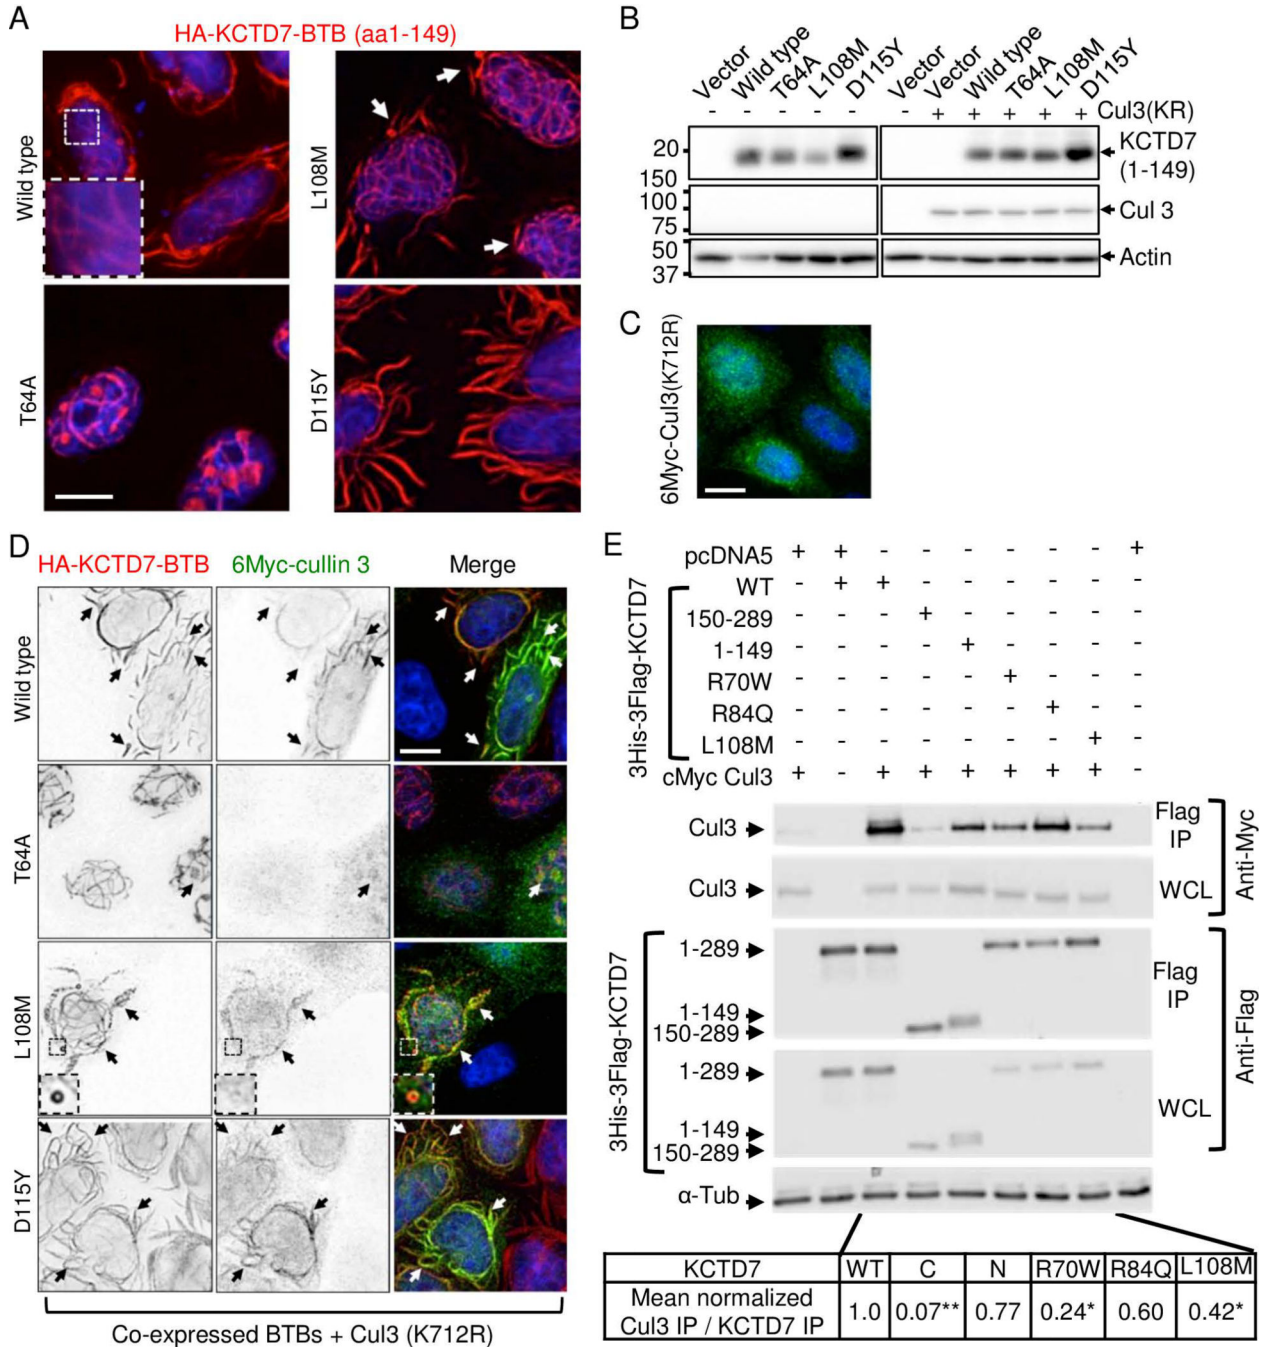 A
HA-KCTD7-BTB (aa1-149)
Wild type
L108M
T64A
D115Y
B
Vector
Wild type
T64A
L108M
D115Y
Vector
Vector
Wild type
T64A
L108M
D115Y
- - - - - - + + + + + Cul3(KR)
20
150
KCTD7
(1-149)
100
75
Cul 3
50
37
Actin
C
6Myc-Cul3(K712R)
D
HA-KCTD7-BTB 6Myc-cullin 3 Merge
Wild type
T64A
L108M
D115Y
Co-expressed BTBs + Cul3 (K712R)
E
pcDNA5 + + - - - - - - +
3His-3Flag-KCTD7
WT - + + - - - - - -
150-289 - - - + - - - - -
1-149 - - - - + - - - -
R70W - - - - - + - - -
R84Q - - - - - - + - -
L108M - - - - - - - + -
cMyc Cul3 + - + + + + + + -
Cul3 Flag IP
Cul3 WCL
Anti-Myc
3His-3Flag-KCTD7
1-289
1-149
150-289
Flag IP
1-289
1-149
150-289
WCL
Anti-Flag
α-Tub
KCTD7 WT C N R70W R84Q L108M
Mean normalized
Cul3 IP / KCTD7 IP 1.0 0.07** 0.77 0.24* 0.60 0.42*